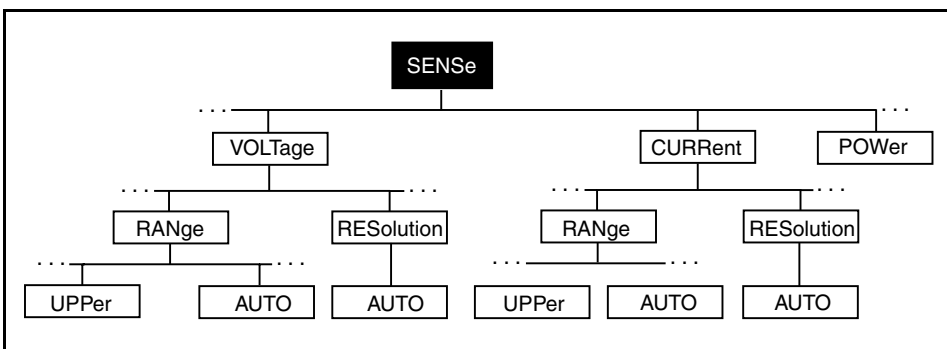 SENSe
. . . . . .
VOLTage CURRent POWer
. . . . . . . . . . . .
RANge RESolution RANge RESolution
. . . . . . . . . . . .
UPPer AUTO AUTO UPPer AUTO AUTO